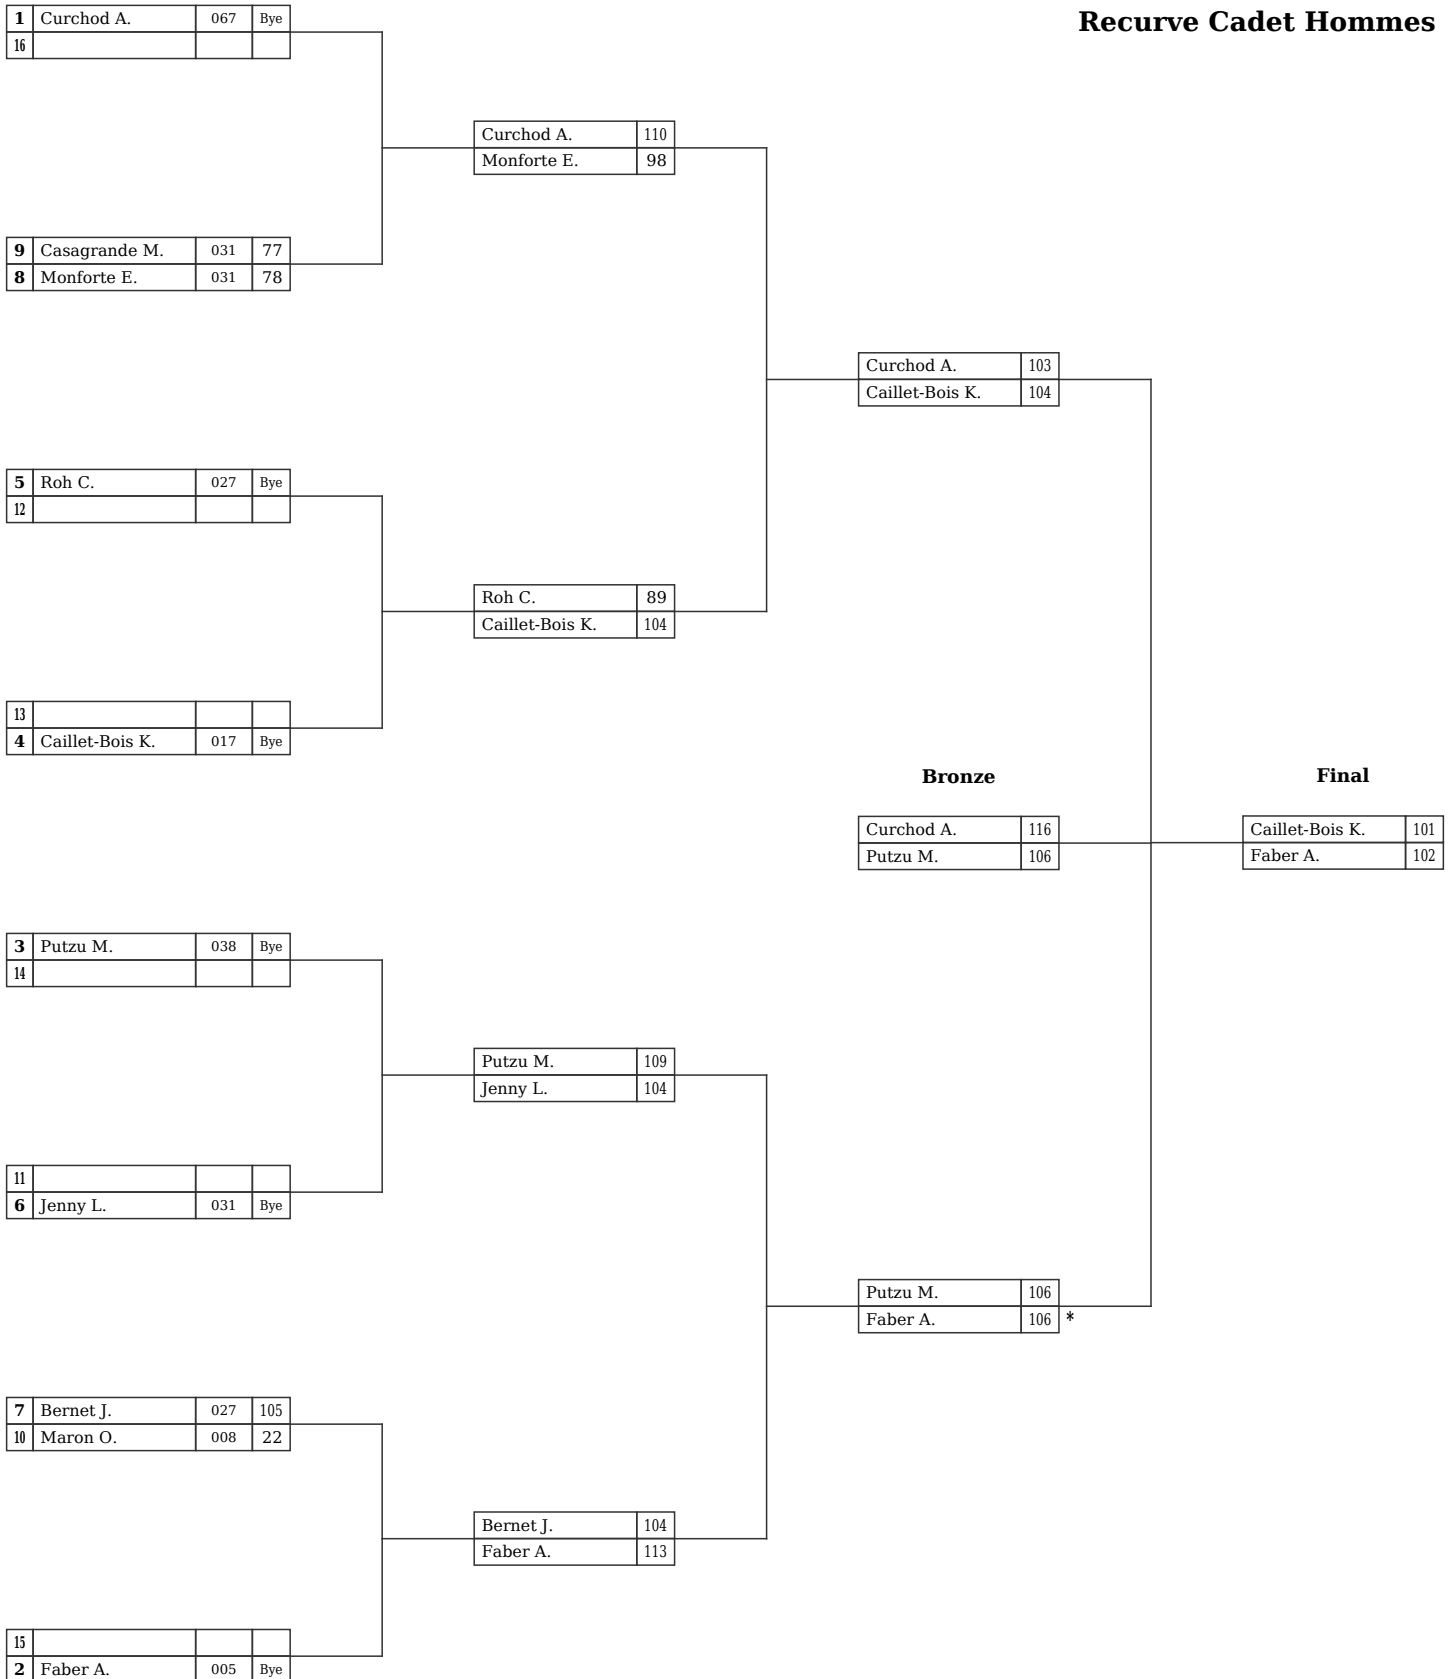 Recurve Cadet Hommes
1 Curchod A. 067 Bye
16
9 Casagrande M. 031 77
8 Monforte E. 031 78
5 Roh C. 027 Bye
12
13
4 Caillet-Bois K. 017 Bye
3 Putzu M. 038 Bye
14
11
6 Jenny L. 031 Bye
7 Bernet J. 027 105
10 Maron O. 008 22
15
2 Faber A. 005 Bye
Curchod A. 110
Monforte E. 98
Roh C. 89
Caillet-Bois K. 104
Putzu M. 109
Jenny L. 104
Bernet J. 104
Faber A. 113
Curchod A. 103
Caillet-Bois K. 104
Putzu M. 106
Faber A. 106 *
Bronze
Curchod A. 116
Putzu M. 106
Final
Caillet-Bois K. 101
Faber A. 102